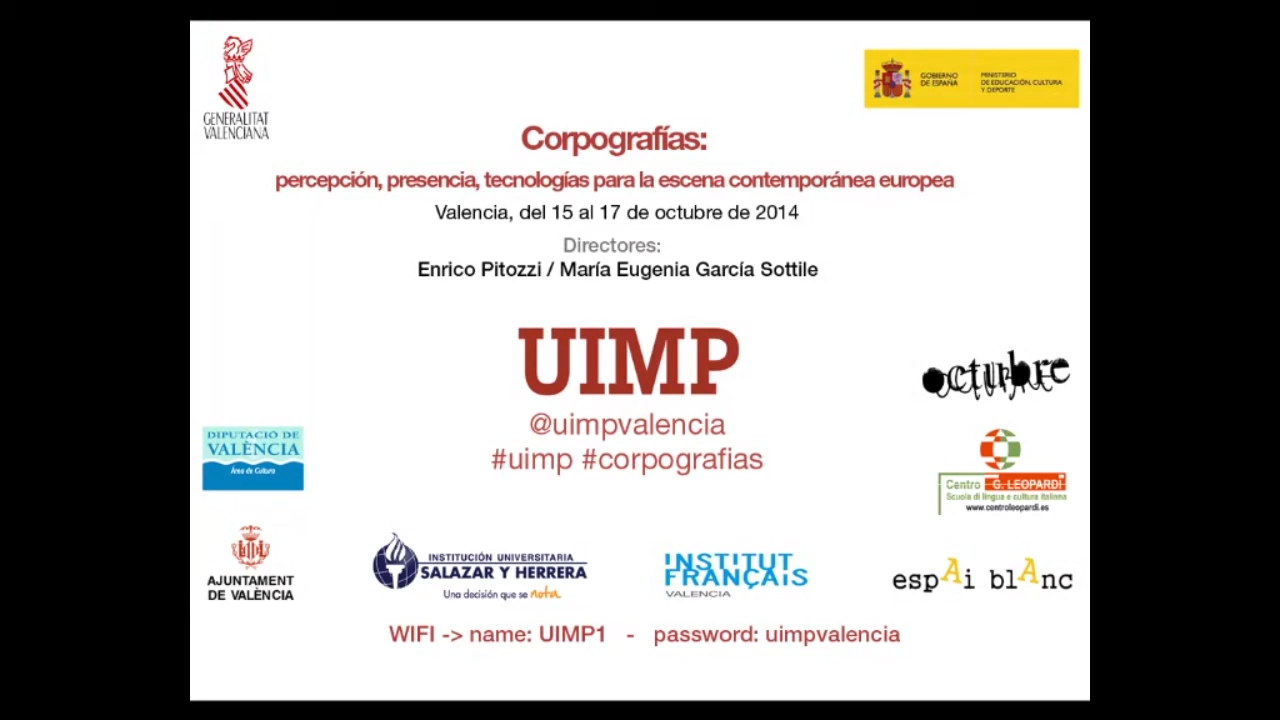 GENERALITAT
VALENCIANA
GOBIERNO
DE ESPAÑA
MINISTERIO
DE EDUCACIÓN, CULTURA
Y DEPORTE
Corpografías:
percepción, presencia, tecnologías para la escena contemporánea europea
Valencia, del 15 al 17 de octubre de 2014
Directores:
Enrico Pitozzi / María Eugenia García Sottile
UIMP
@uimpvalencia
#uimp #corpografias
octubre
DIPUTACIÓ DE
VALÈNCIA
Àrea de Cultura
Centro G. LEOPARDI
Scuola di lingua e cultura italiana
www.centroleopardi.es
AJUNTAMENT
DE VALÈNCIA
INSTITUCIÓN UNIVERSITARIA
SALAZAR Y HERRERA
Una decisión que se nota.
INSTITUT
FRANÇAIS
VALENCIA
espAi blAnc
WIFI -> name: UIMP1 - password: uimpvalencia